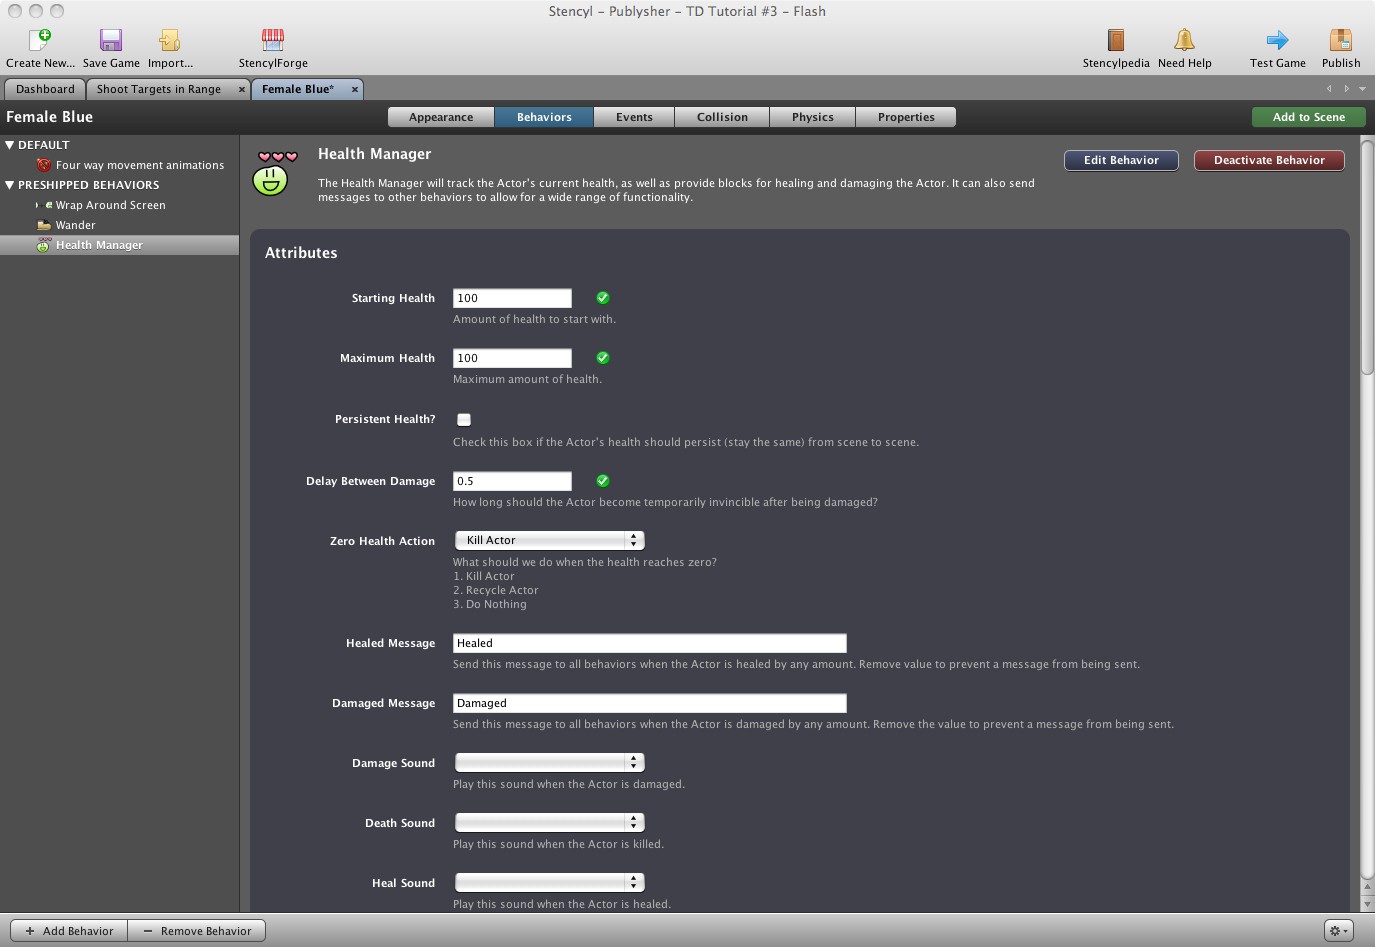 Stencyl - Publysher - TD Tutorial #3 - Flash
Create New...
Save Game
Import...
StencylForge
Stencylpedia
Need Help
Test Game
Publish
Dashboard
Shoot Targets in Range
Female Blue*
Female Blue
Appearance
Behaviors
Events
Collision
Physics
Properties
Add to Scene
DEFAULT
Four way movement animations
PRESHIPPED BEHAVIORS
Wrap Around Screen
Wander
Health Manager
Health Manager
Edit Behavior
Deactivate Behavior
The Health Manager will track the Actor's current health, as well as provide blocks for healing and damaging the Actor. It can also send
messages to other behaviors to allow for a wide range of functionality.
Attributes
Starting Health
100
Amount of health to start with.
Maximum Health
100
Maximum amount of health.
Persistent Health?
Check this box if the Actor's health should persist (stay the same) from scene to scene.
Delay Between Damage
0.5
How long should the Actor become temporarily invincible after being damaged?
Zero Health Action
Kill Actor
What should we do when the health reaches zero?
1. Kill Actor
2. Recycle Actor
3. Do Nothing
Healed Message
Healed
Send this message to all behaviors when the Actor is healed by any amount. Remove value to prevent a message from being sent.
Damaged Message
Damaged
Send this message to all behaviors when the Actor is damaged by any amount. Remove the value to prevent a message from being sent.
Damage Sound
Play this sound when the Actor is damaged.
Death Sound
Play this sound when the Actor is killed.
Heal Sound
Play this sound when the Actor is healed.
+ Add Behavior
− Remove Behavior